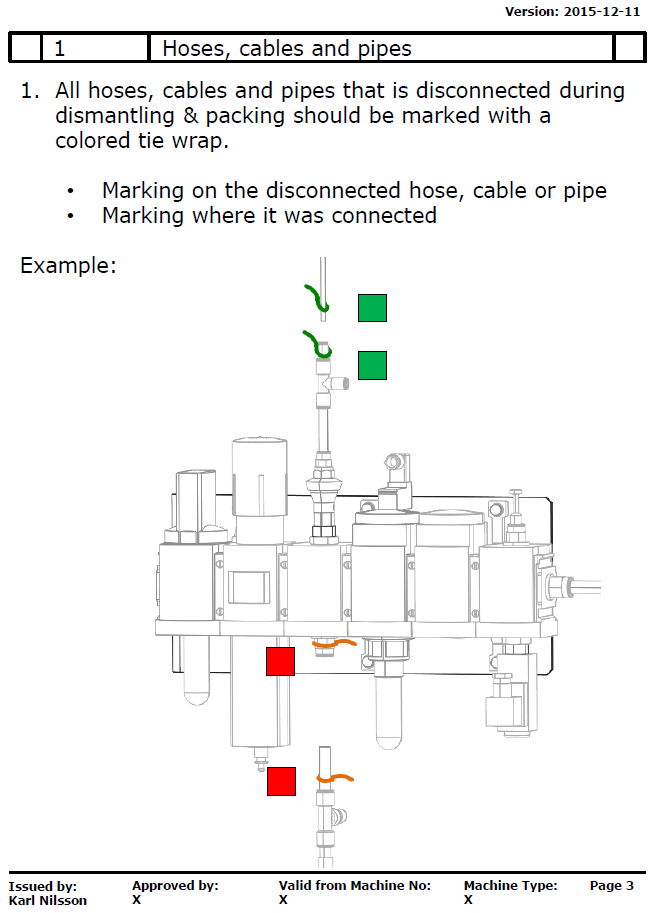 Version: 2015-12-11
1 Hoses, cables and pipes
1. All hoses, cables and pipes that is disconnected during
dismantling & packing should be marked with a
colored tie wrap.
• Marking on the disconnected hose, cable or pipe
• Marking where it was connected
Example:
Issued by: Approved by: Valid from Machine No: Machine Type: Page 3
Karl Nilsson X X X